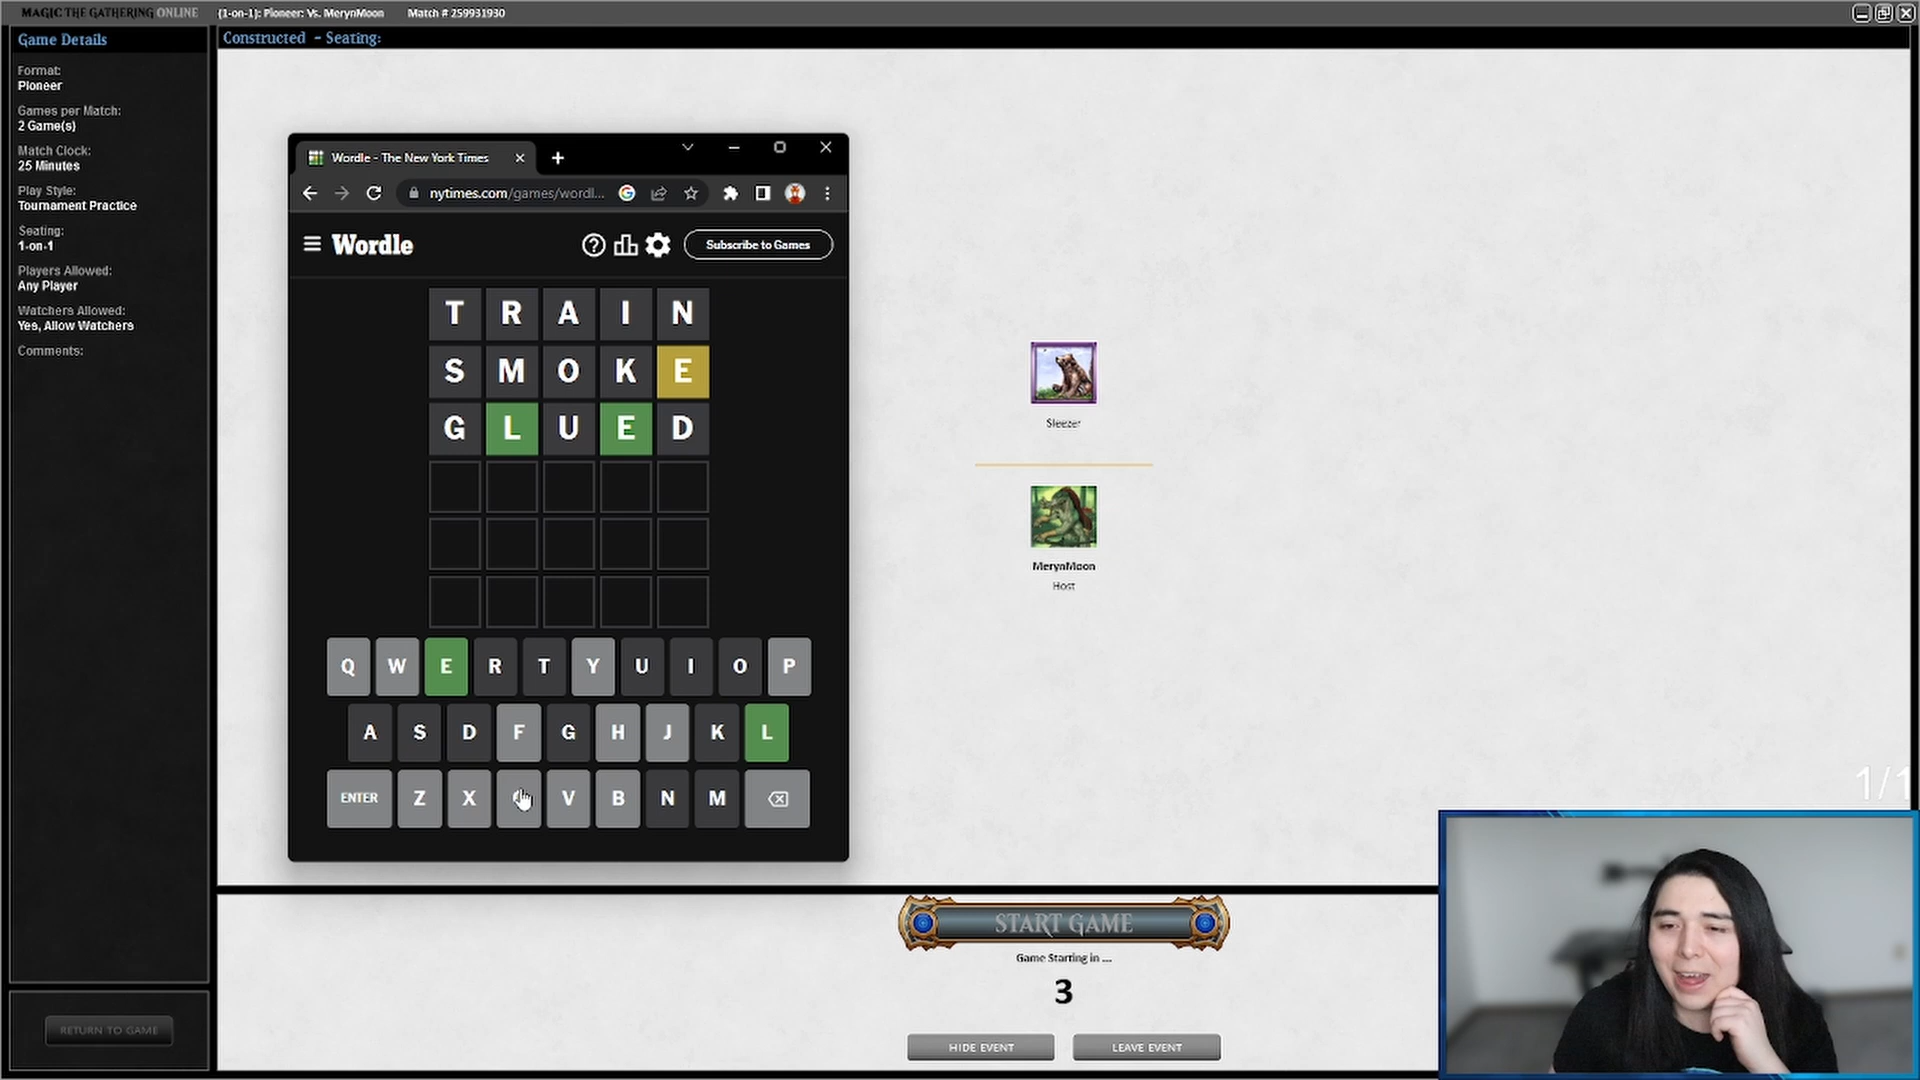 MAGIC THE GATHERING ONLINE
(1-on-1): Pioneer: Vs. MerynMoon
Match # 259931930
Game Details
Format:
Pioneer
Games per Match:
2 Game(s)
Match Clock:
25 Minutes
Play Style:
Tournament Practice
Seating:
1-on-1
Players Allowed:
Any Player
Watchers Allowed:
Yes, Allow Watchers
Comments:
RETURN TO GAME
Constructed - Seating:
Wordle - The New York Times
nytimes.com/games/wordl...
Wordle
Subscribe to Games
T R A I N
S M O K E
G L U E D
Q W E R T Y U I O P
A S D F G H J K L
ENTER Z X V B N M
Sleezer
MerynMoon
Host
1/1
START GAME
Game Starting in ...
3
HIDE EVENT
LEAVE EVENT